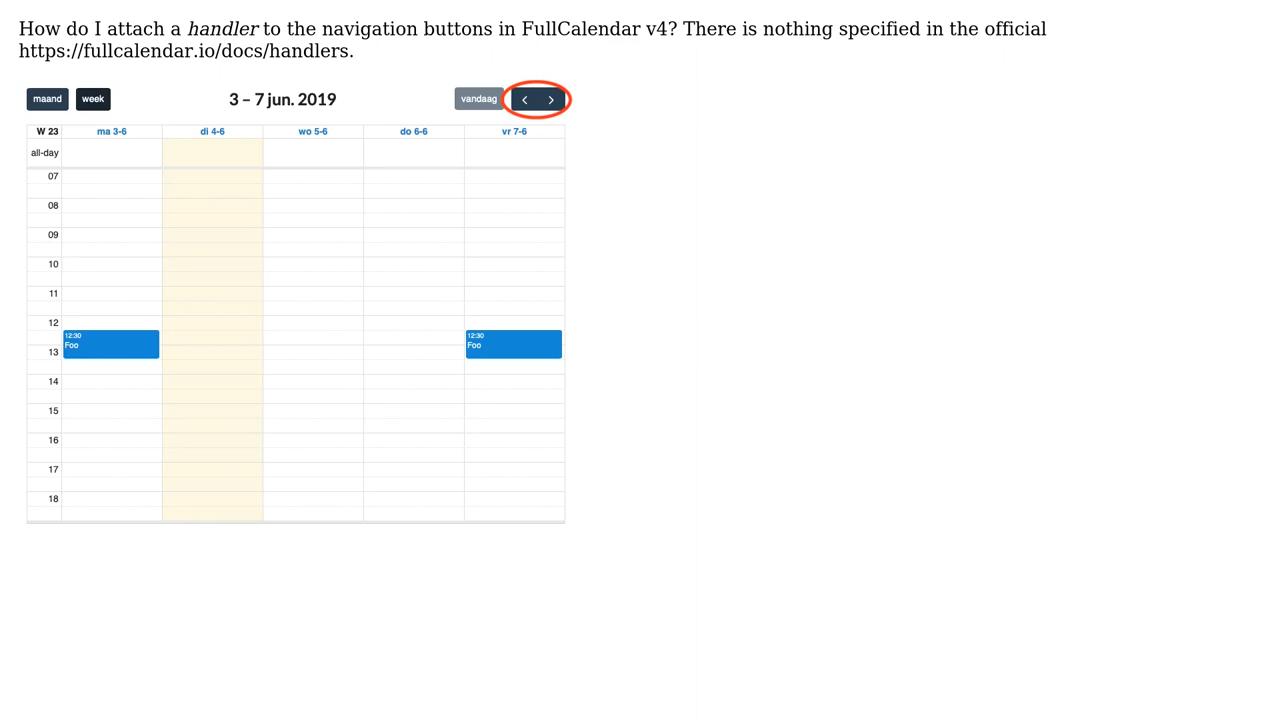 How do I attach a handler to the navigation buttons in FullCalendar v4? There is nothing specified in the official
https://fullcalendar.io/docs/handlers.
maand week 3 – 7 jun. 2019 vandaag
W 23 ma 3-6 di 4-6 wo 5-6 do 6-6 vr 7-6
all-day
07
08
09
10
11
12
12:30 12:30
Foo Foo
13
14
15
16
17
18